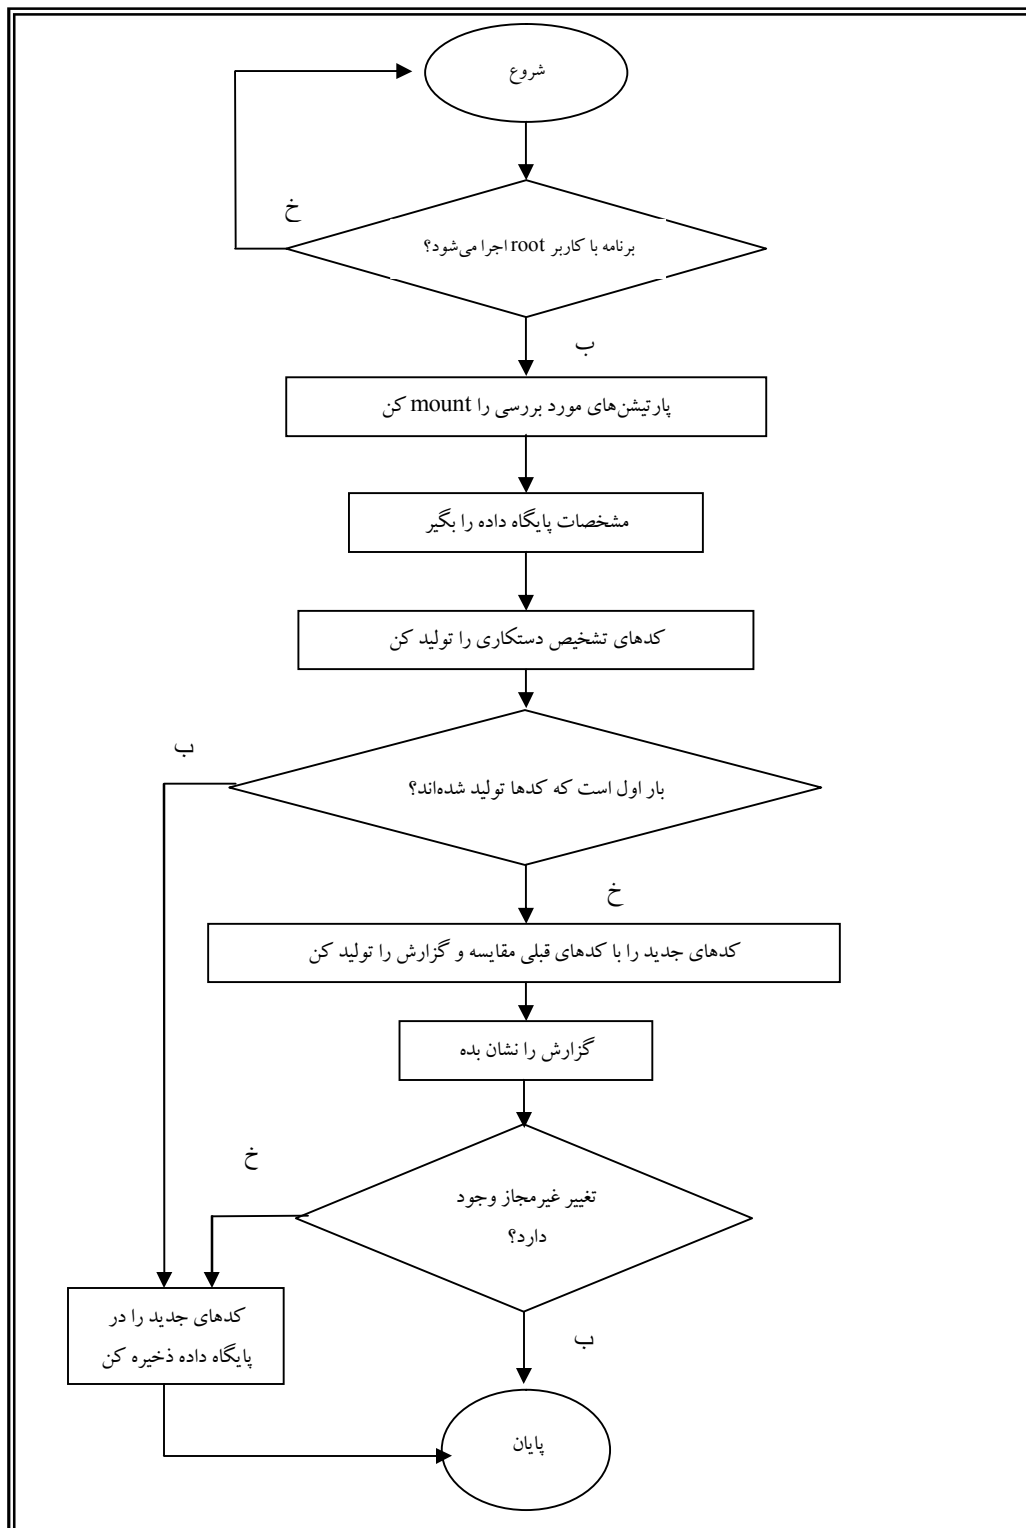 شروع
خ
برنامه با کاربر root اجرا می‌شود؟
ب
پارتیشن‌های مورد بررسی را mount کن
مشخصات پایگاه داده را بگیر
کدهای تشخیص دستکاری را تولید کن
ب
بار اول است که کدها تولید شده‌اند؟
خ
کدهای جدید را با کدهای قبلی مقایسه و گزارش را تولید کن
گزارش را نشان بده
خ
تغییر غیرمجاز وجود
دارد؟
کدهای جدید را در
پایگاه داده ذخیره کن
ب
پایان